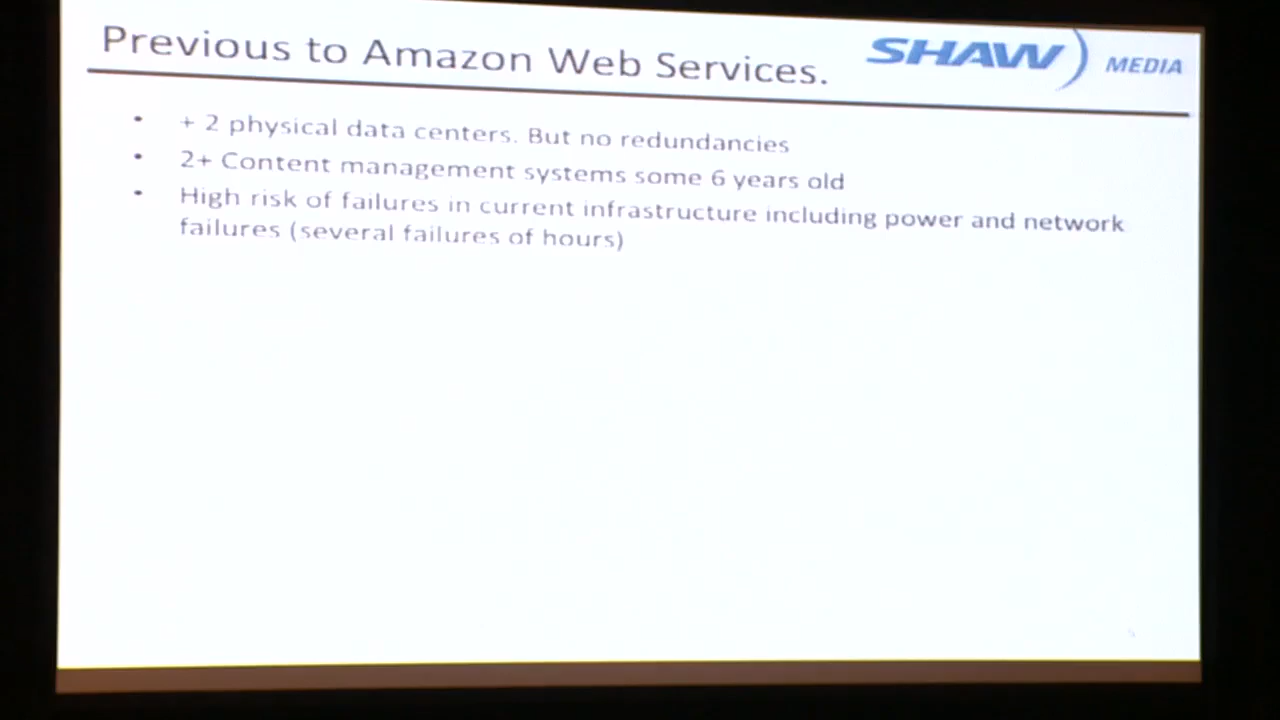 Previous to Amazon Web Services.
SHAW MEDIA
• + 2 physical data centers. But no redundancies
• 2+ Content management systems some 6 years old
• High risk of failures in current infrastructure including power and network
failures (several failures of hours)